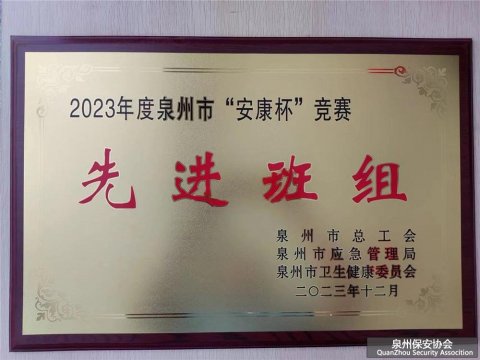 2023年度泉州市“安康杯”竞赛
先进班组
泉州市总工会
泉州市应急管理局
泉州市卫生健康委员会
二〇二三年十二月
泉州保安协会
QuanZhou Security Assocition